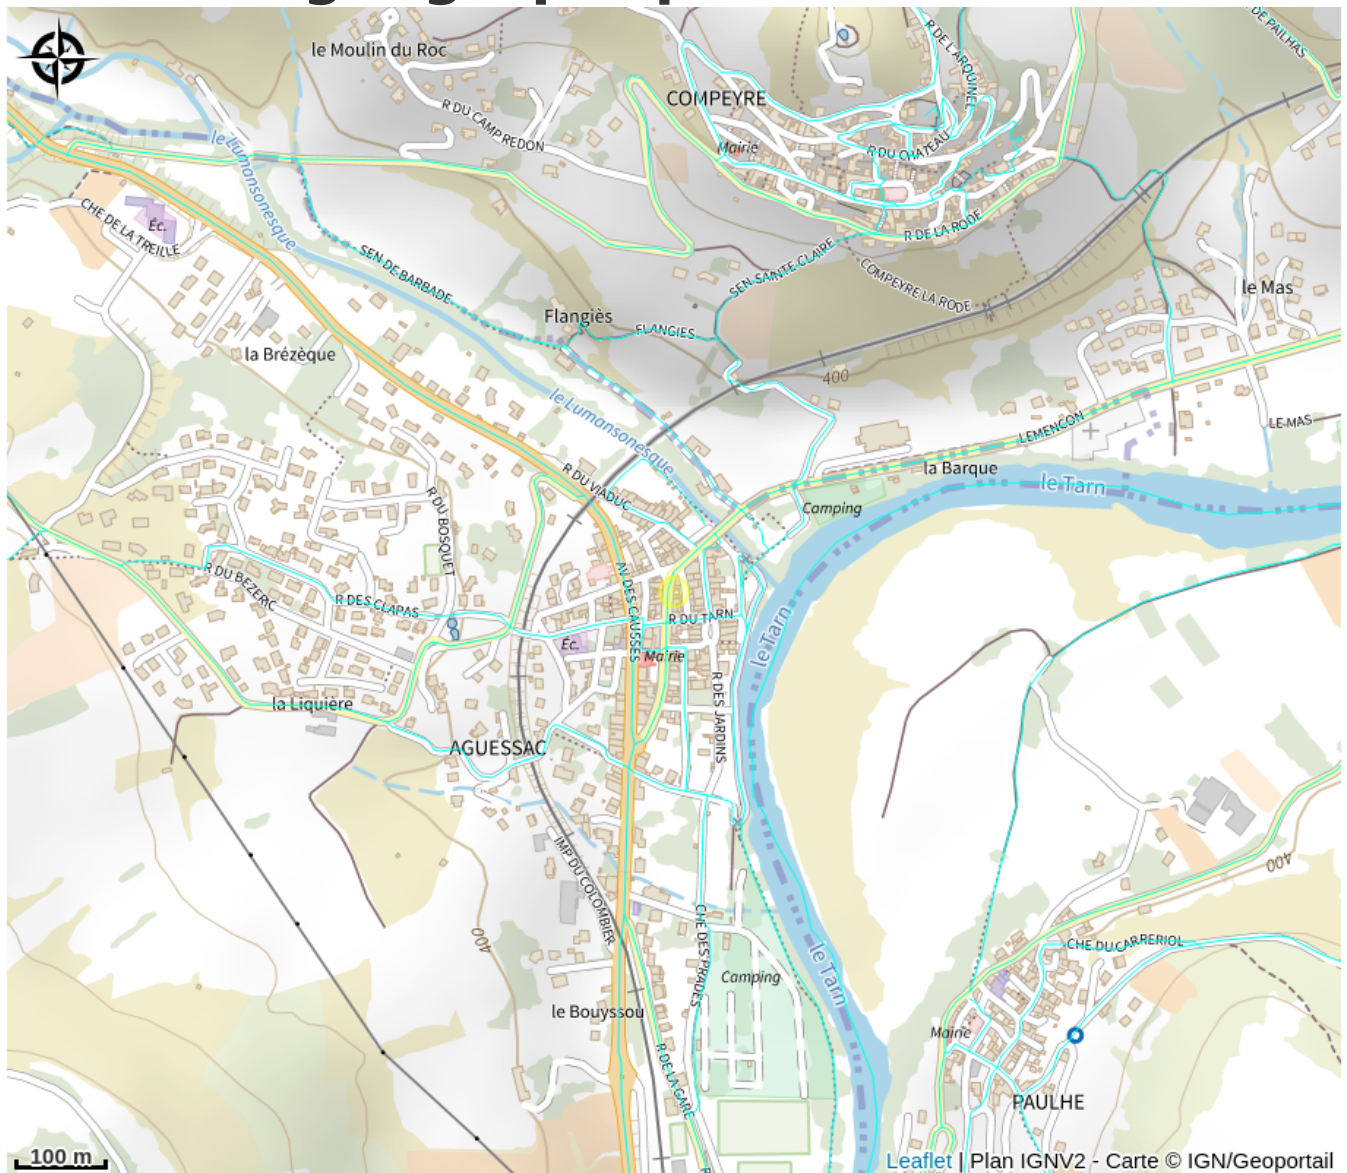 le Moulin du Roc
R DE L'ARQUINEL
DE PAILHAS
COMPEYRE
R DU CAMP REDON
Mairie
R DU CHATEAU
le Lumansonesque
CHE DE LA TREILLE
Éc.
R DE LA RODE
SEN DE BARBADE
SEN SAINTE CLAIRE
COMPEYRE LA RODE
le Mas
Flangiès
FLANGIES
la Brézèque
400
le Lumansonesque
LE MAS
LEMENCON
la Barque
R DU VIADUC
le Tarn
R DU BOSQUET
Camping
R DU BEZERIC
R DES CLAPAS
AV DES CAUSSES
R DU TARN
le Tarn
Éc.
Mairie
la Liquière
R DES JARDINS
AGUESSAC
IMP DU COLOMBIER
400
400
CHE DES PRADES
le Tarn
CHE DU CARRERIOL
Camping
le Bouyssou
Mairie
R DE LA GARE
PAULHE
100 m
Leaflet | Plan IGNV2 - Carte © IGN/Geoportail